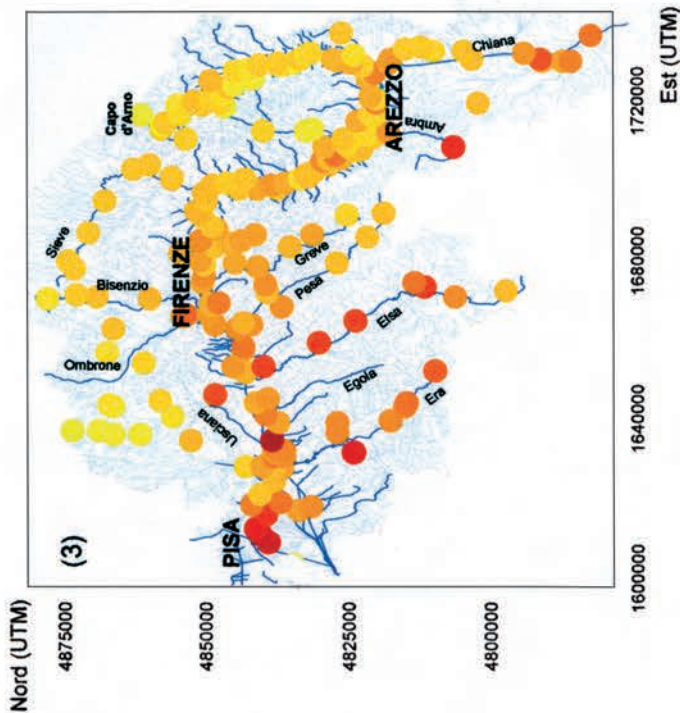 Nord (UTM)
4875000
4850000
4825000
4800000
(3)
Capo
d'Arno
Sieve
Bisenzio
Ombrone
FIRENZE
Greve
Pesa
Elsa
Egola
Era
Usciana
PISA
AREZZO
Ambra
Chiana
1600000
1640000
1680000
1720000
Est (UTM)